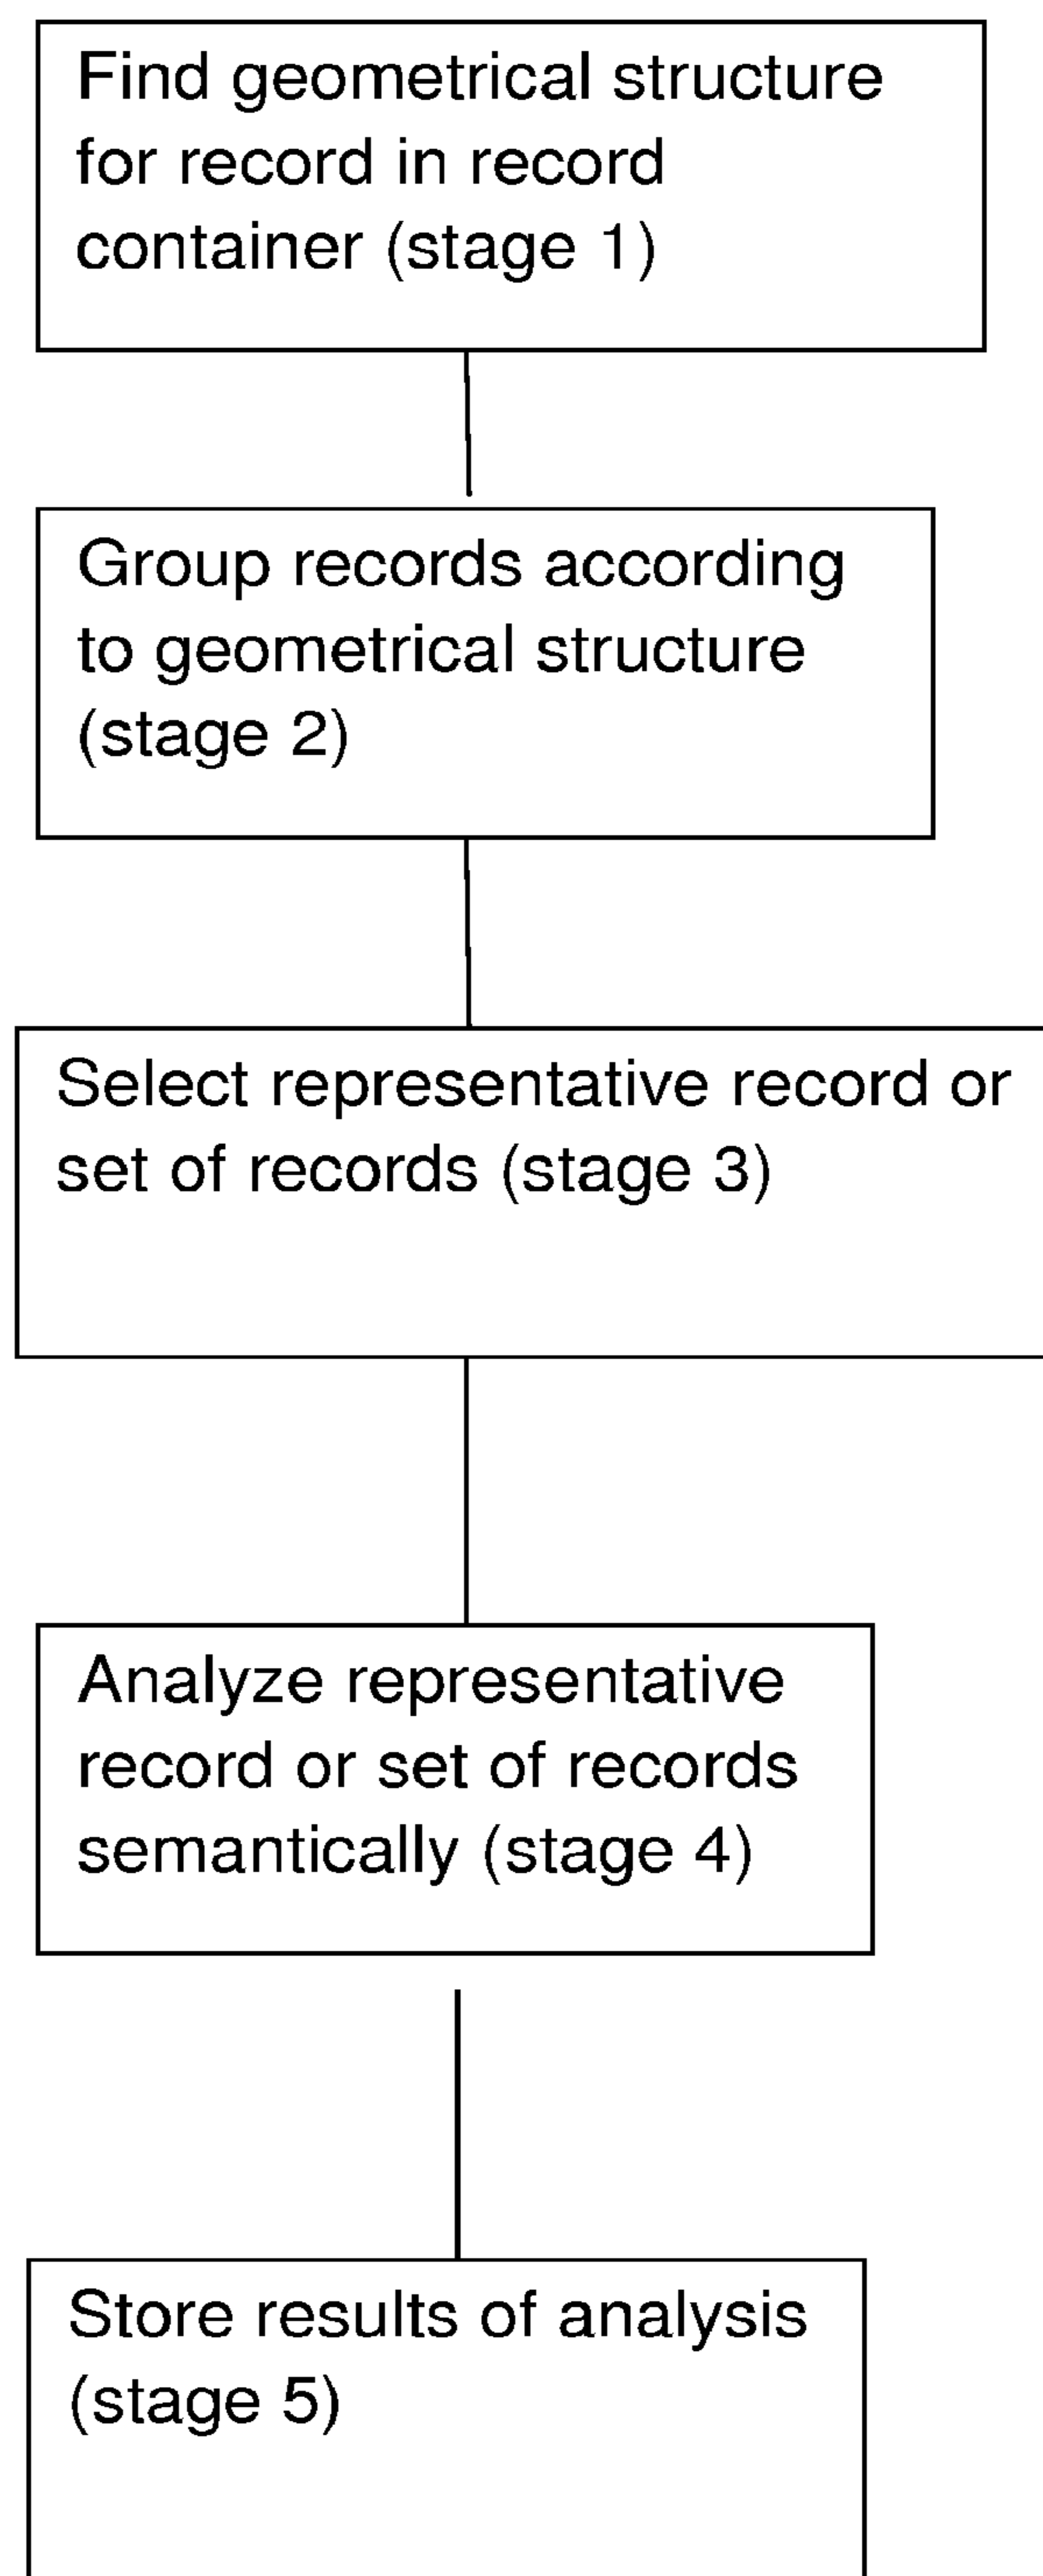 Find geometrical structure
for record in record
container (stage 1)
Group records according
to geometrical structure
(stage 2)
Select representative record or
set of records (stage 3)
Analyze representative
record or set of records
semantically (stage 4)
Store results of analysis
(stage 5)